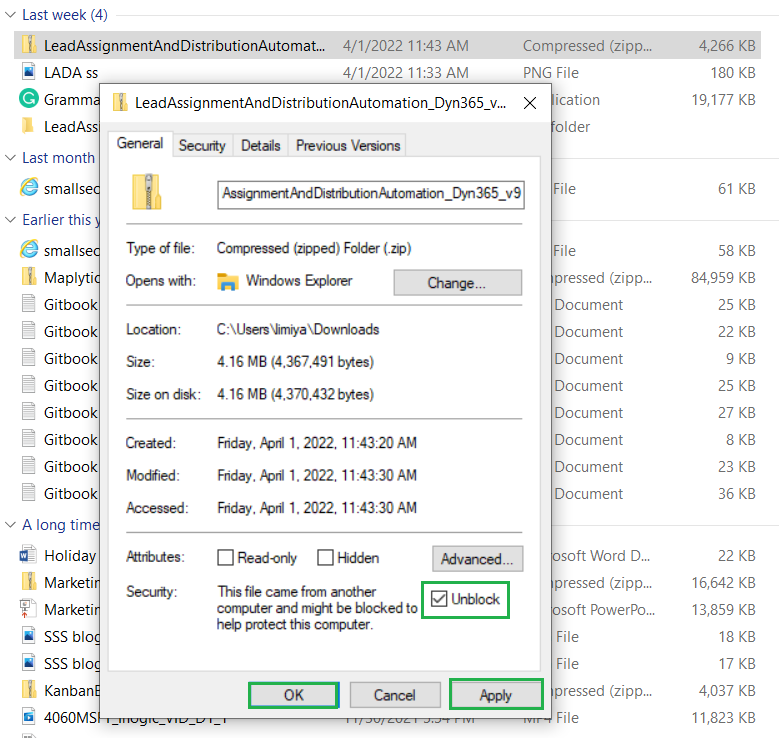 Last week (4)
LeadAssignmentAndDistributionAutomat... 4/1/2022 11:43 AM Compressed (zipp... 4,266 KB
LADA ss 4/1/2022 11:33 AM PNG File 180 KB
Gramma lication 19,177 KB
LeadAss folder
LeadAssignmentAndDistributionAutomation_Dyn365_v...
General Security Details Previous Versions
Last month
smallsec File 61 KB
AssignmentAndDistributionAutomation_Dyn365_v9
Earlier this y
smallsec File 58 KB
Type of file: Compressed (zipped) Folder (.zip)
Maplytic pressed (zipp... 84,959 KB
Opens with: Windows Explorer Change...
Gitbook Document 25 KB
Location: C:\Users\limiya\Downloads
Gitbook Document 22 KB
Gitbook Document 9 KB
Size: 4.16 MB (4,367,491 bytes)
Gitbook Document 25 KB
Size on disk: 4.16 MB (4,370,432 bytes)
Gitbook Document 27 KB
Gitbook Document 8 KB
Created: Friday, April 1, 2022, 11:43:20 AM
Gitbook Document 23 KB
Modified: Friday, April 1, 2022, 11:43:30 AM
Gitbook Document 36 KB
Accessed: Friday, April 1, 2022, 11:43:30 AM
A long time
Holiday osoft Word D... 22 KB
Attributes: Read-only Hidden Advanced...
Marketin pressed (zipp... 16,642 KB
Security: This file came from another
computer and might be blocked to
help protect this computer.
Unblock
Marketin osoft PowerPo... 13,859 KB
SSS blog File 18 KB
SSS blog File 17 KB
KanbanB pressed (zipp... 4,037 KB
OK Cancel Apply
11,823 KB